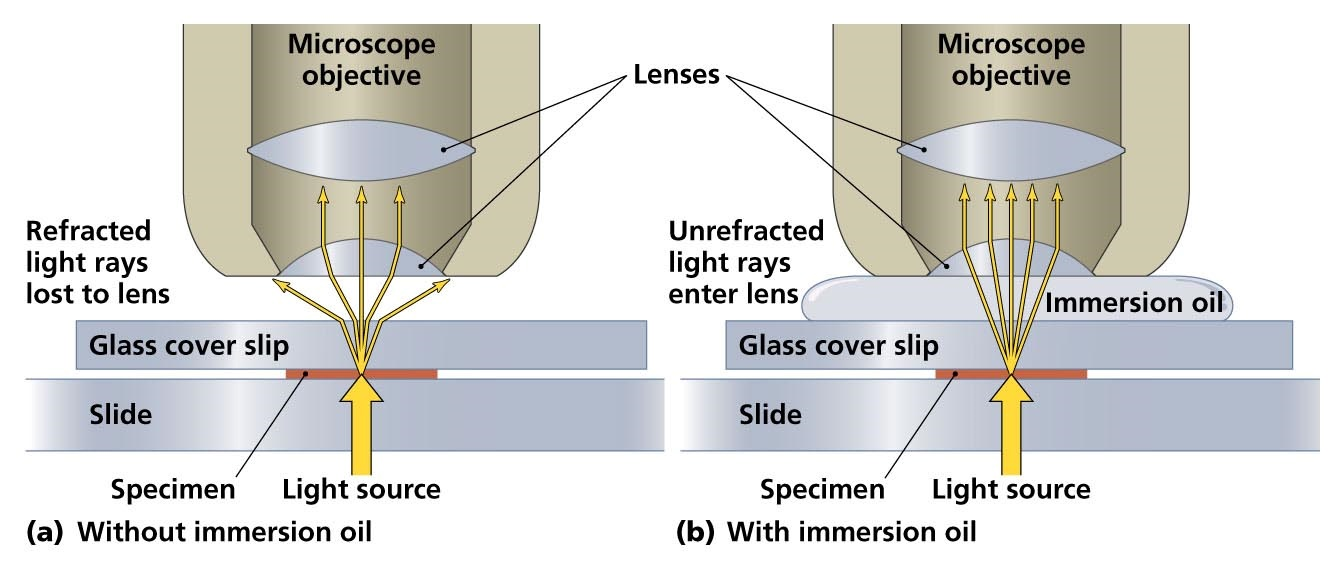 Microscope
objective
Lenses
Microscope
objective
Refracted
light rays
lost to lens
Unrefracted
light rays
enter lens
Immersion oil
Glass cover slip
Glass cover slip
Slide
Slide
Specimen
Light source
Specimen
Light source
(a) Without immersion oil
(b) With immersion oil